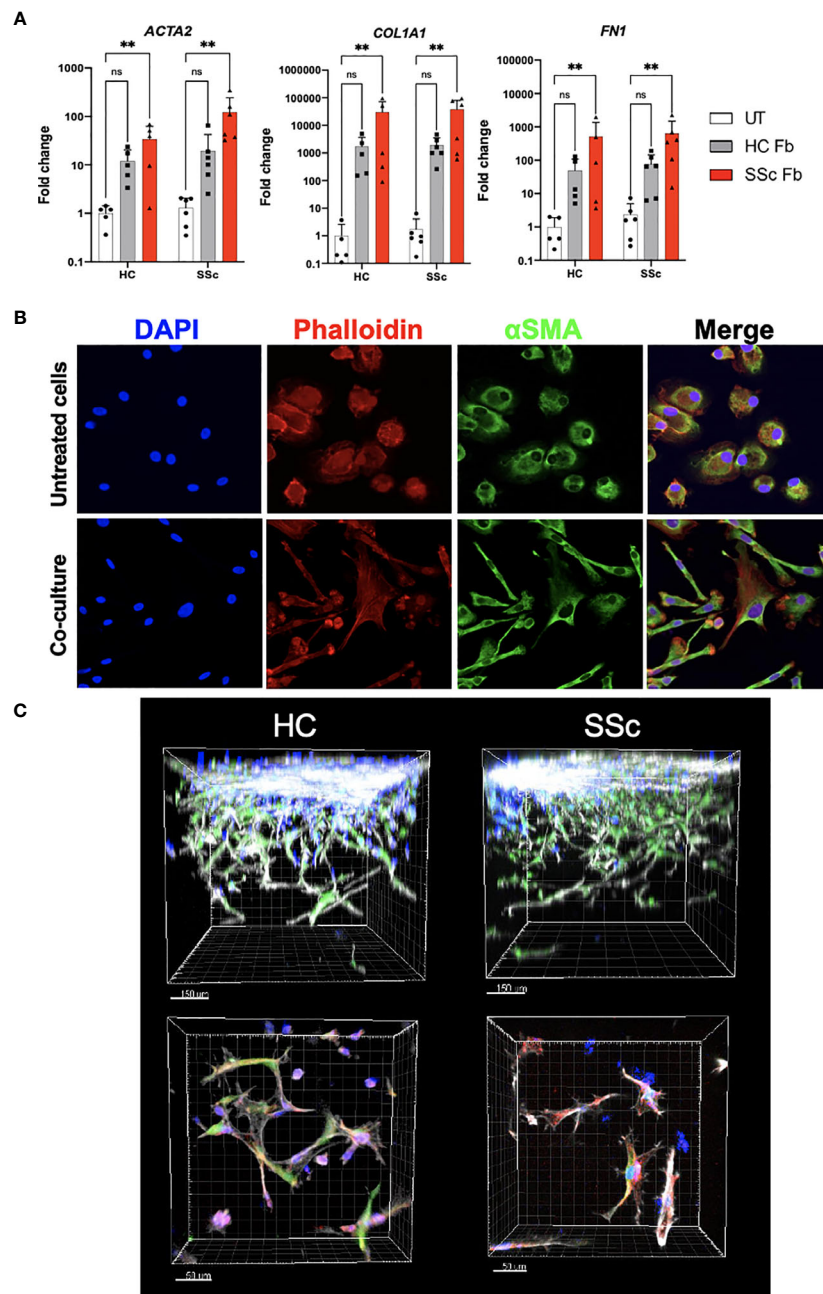 A
ACTA2
COL1A1
FN1
** **
ns ns
** **
ns ns
** **
ns ns
1000
100
10
1
0.1
Fold change
HC SSc
1000000
100000
10000
1000
100
10
1
0.1
Fold change
HC SSc
100000
10000
1000
100
10
1
0.1
Fold change
HC SSc
UT
HC Fb
SSc Fb
B
DAPI Phalloidin αSMA Merge
Untreated cells
Co-culture
C
HC SSc
150 um
150 um
50 um
50 um